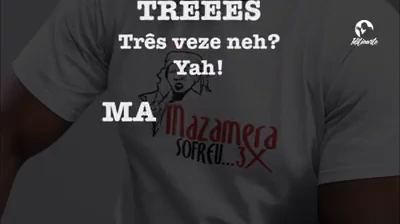 TREEES
Três veze neh?
Yah!
MA
Mazamera
SOFREU...3X